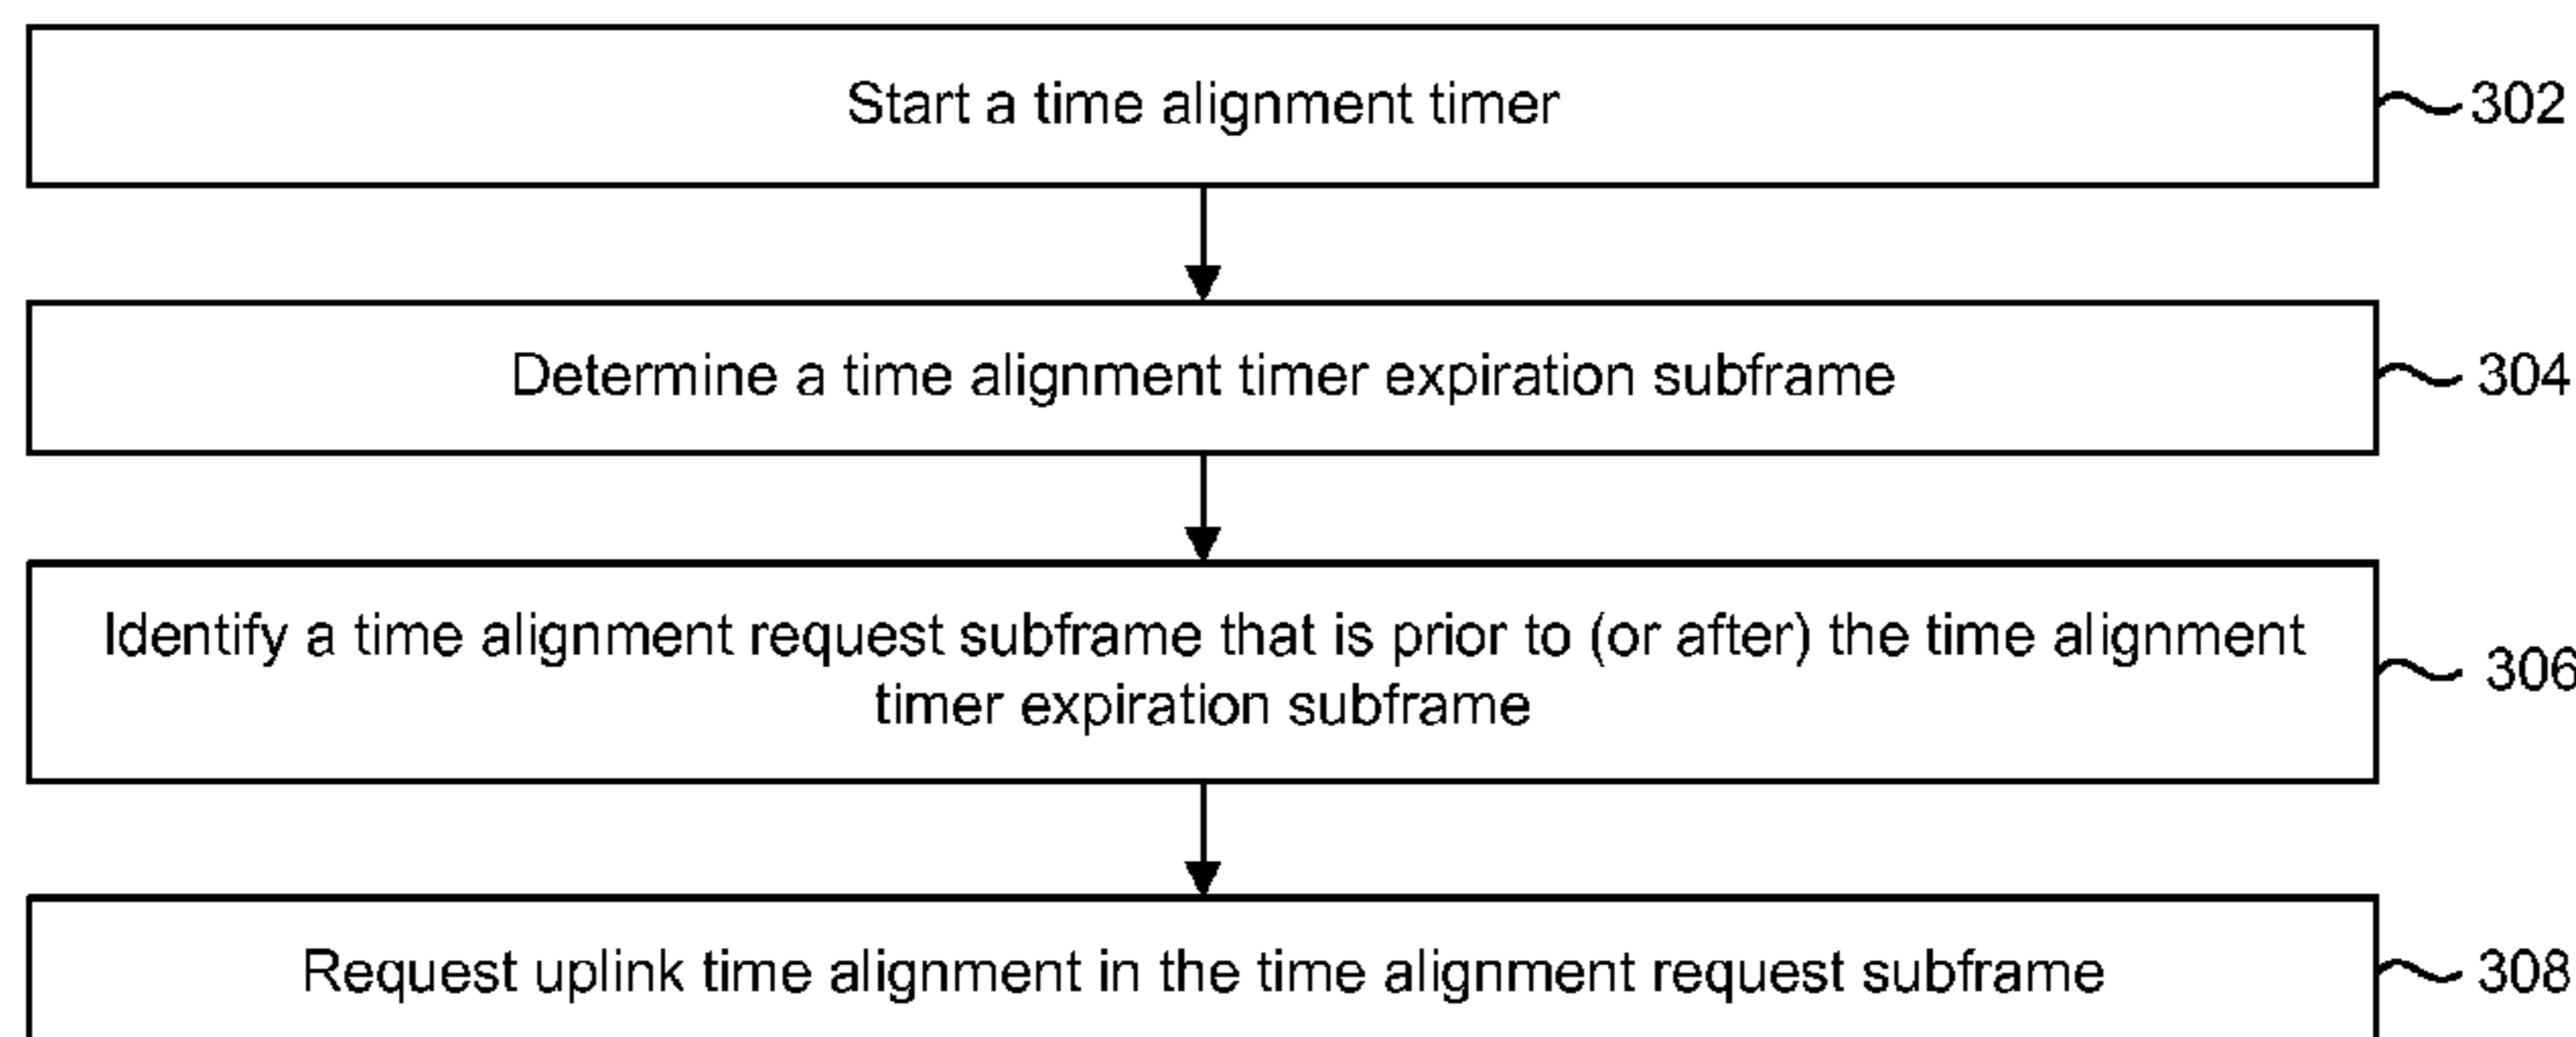 Start a time alignment timer
302
Determine a time alignment timer expiration subframe
304
Identify a time alignment request subframe that is prior to (or after) the time alignment
timer expiration subframe
306
Request uplink time alignment in the time alignment request subframe
308